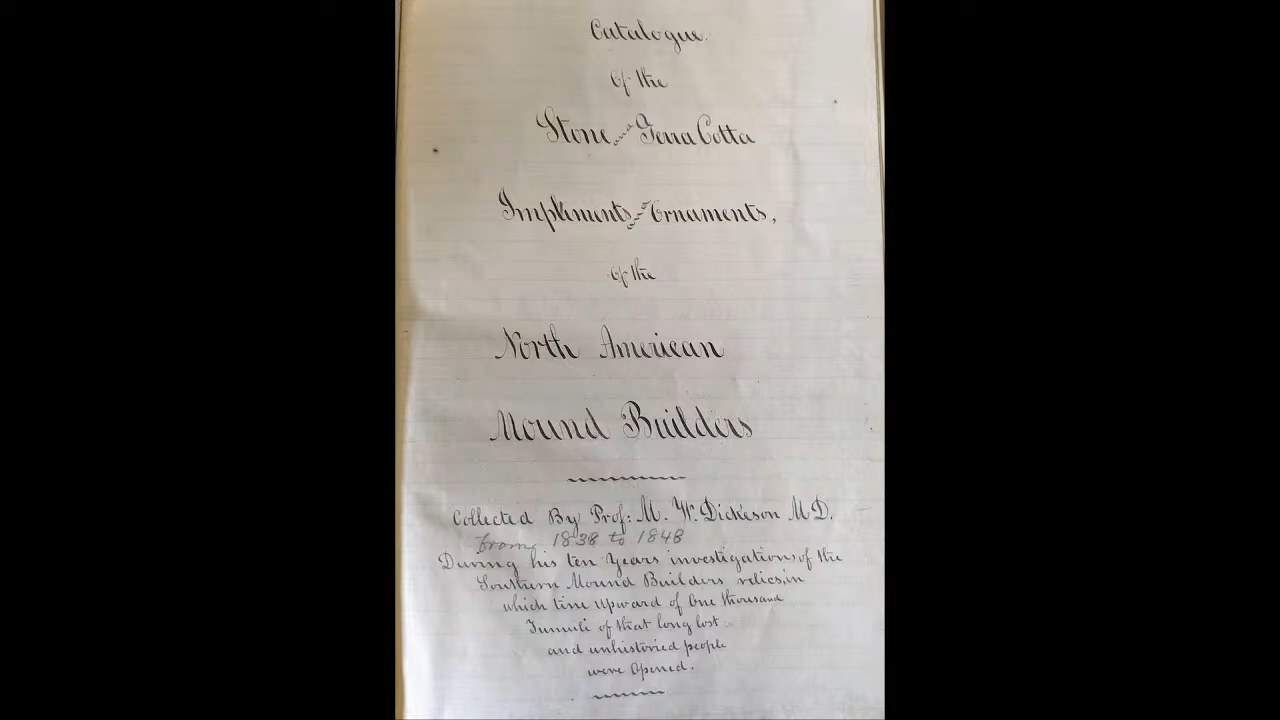 Catalogue.
Of the
Stone and Terra Cotta
Implements and Ornaments,
Of the
North American
Mound Builders
Collected By Prof: M. W. Dickeson M.D.
from 1838 to 1848
During his ten Years investigations of the
Southern Mound Builders relics, in
which time upward of One thousand
Tumuli of that long lost
and unhistoried people
were Opened.